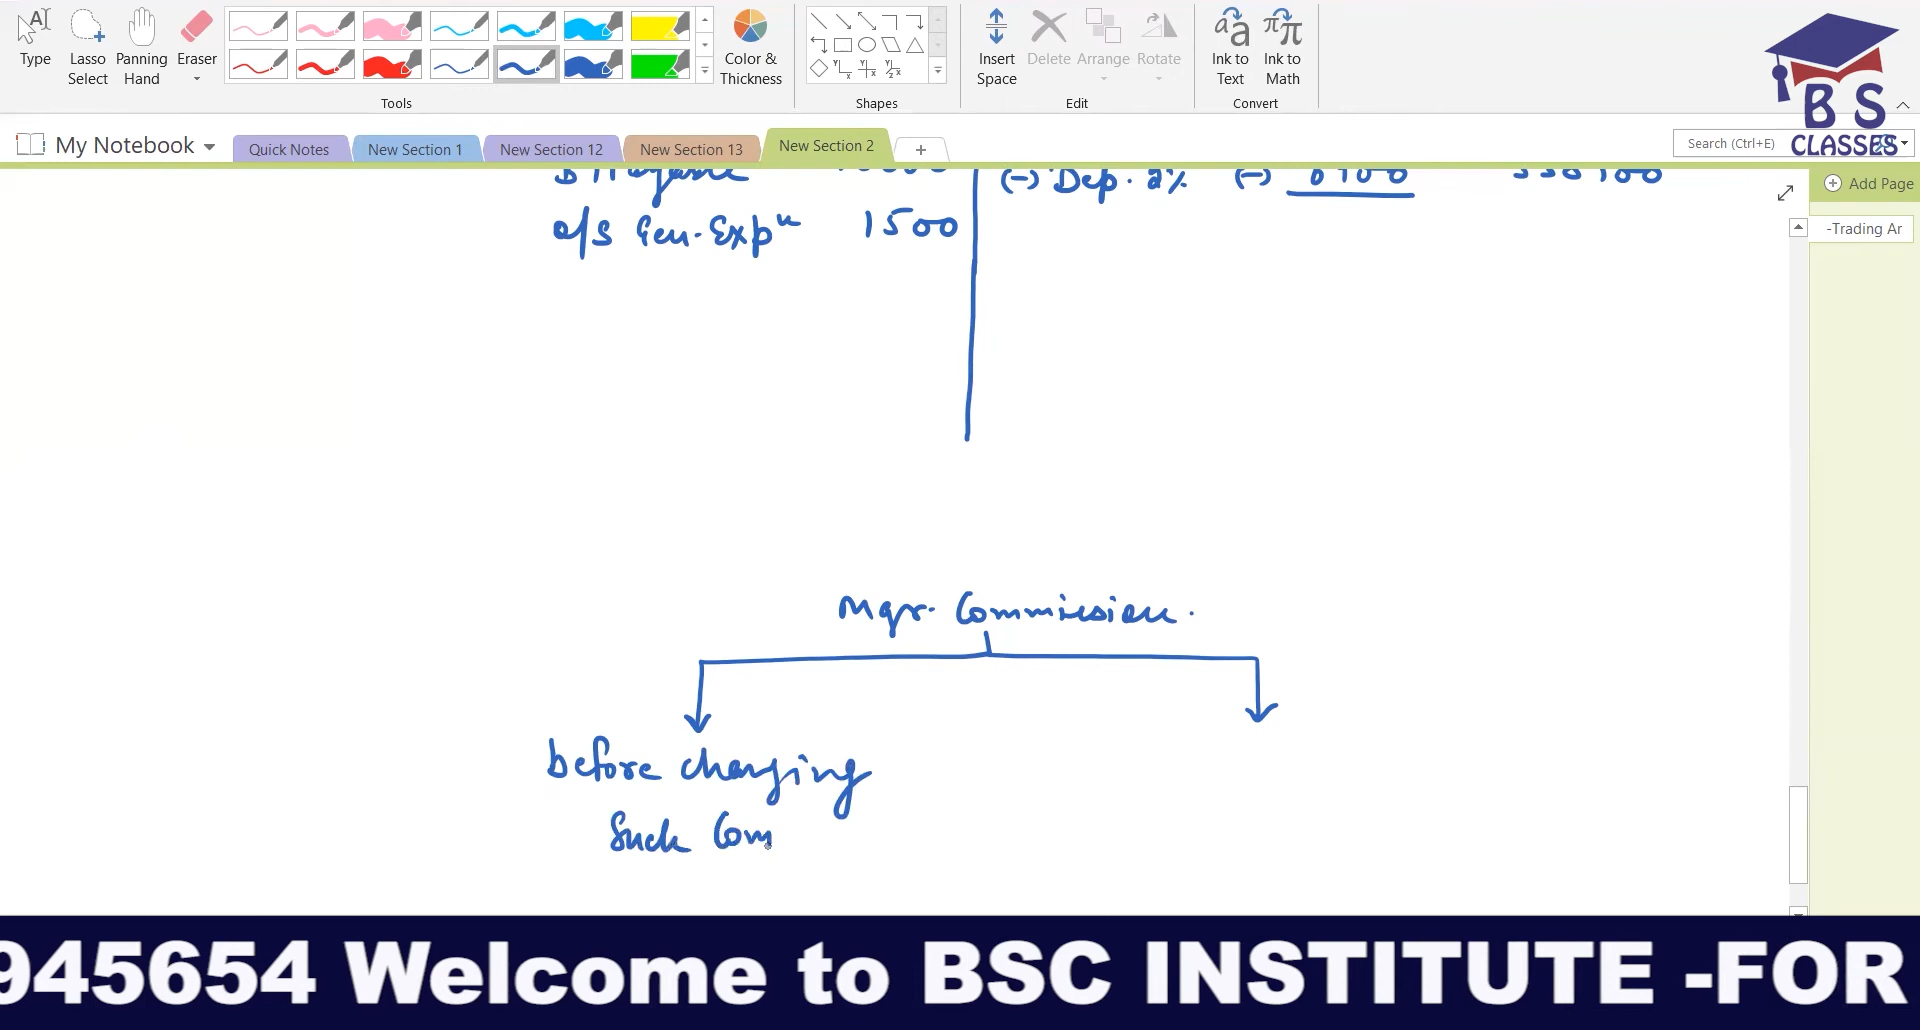 Type
Lasso Select
Panning Hand
Eraser
Color & Thickness
Insert Space
Delete
Arrange
Rotate
Ink to Text
Ink to Math
Tools
Shapes
Edit
Convert
BS
CLASSES
My Notebook
Quick Notes
New Section 1
New Section 12
New Section 13
New Section 2
Search (Ctrl+E)
Add Page
-Trading Ar
(-) Dep. 2% (-)
o/s Gen. Expn 1500
Mgr. Commission.
before charging
Such Com
945654 Welcome to BSC INSTITUTE -FOR